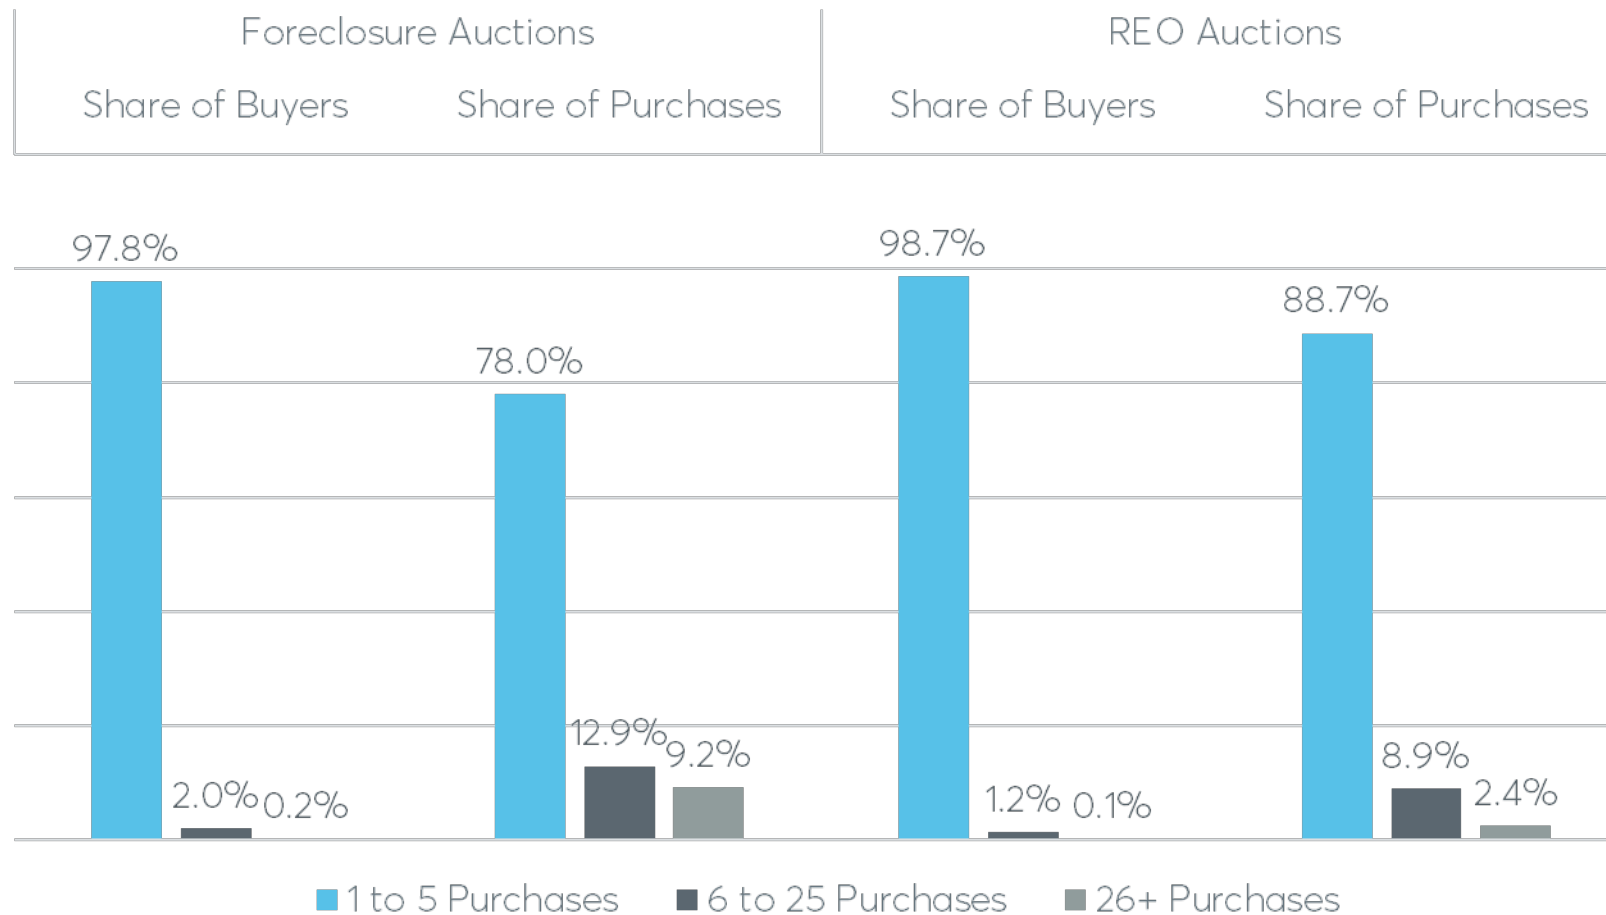 Foreclosure Auctions REO Auctions
Share of Buyers Share of Purchases Share of Buyers Share of Purchases
97.8% 98.7%
88.7%
78.0%
12.9% 9.2% 8.9%
2.0% 0.2% 1.2% 0.1% 2.4%
1 to 5 Purchases 6 to 25 Purchases 26+ Purchases